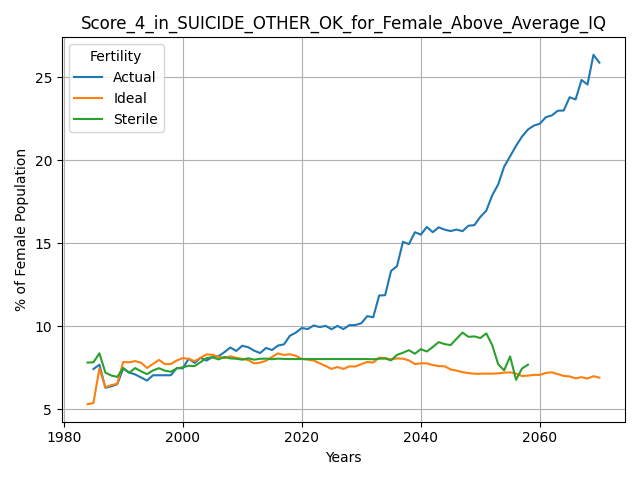 Score_4_in_SUICIDE_OTHER_OK_for_Female_Above_Average_IQ
Fertility
Actual
Ideal
Sterile
% of Female Population
25
20
15
10
5
1980 2000 2020 2040 2060
Years